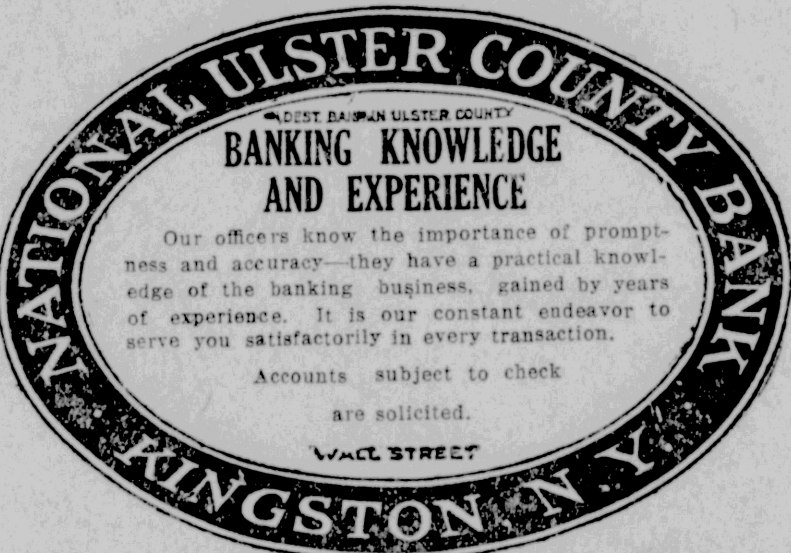 NATIONAL ULSTER COUNTY BANK
ULSTER COUNTY
BANKING KNOWLEDGE
AND EXPERIENCE
Our officers know the importance of prompt-
ness and accuracy—they have a practical knowl-
edge of the banking business, gained by years
of experience. It is our constant endeavor to
serve you satisfactorily in every transaction.
Accounts subject to check
are solicited.
WALL STREET
KINGSTON N. Y.